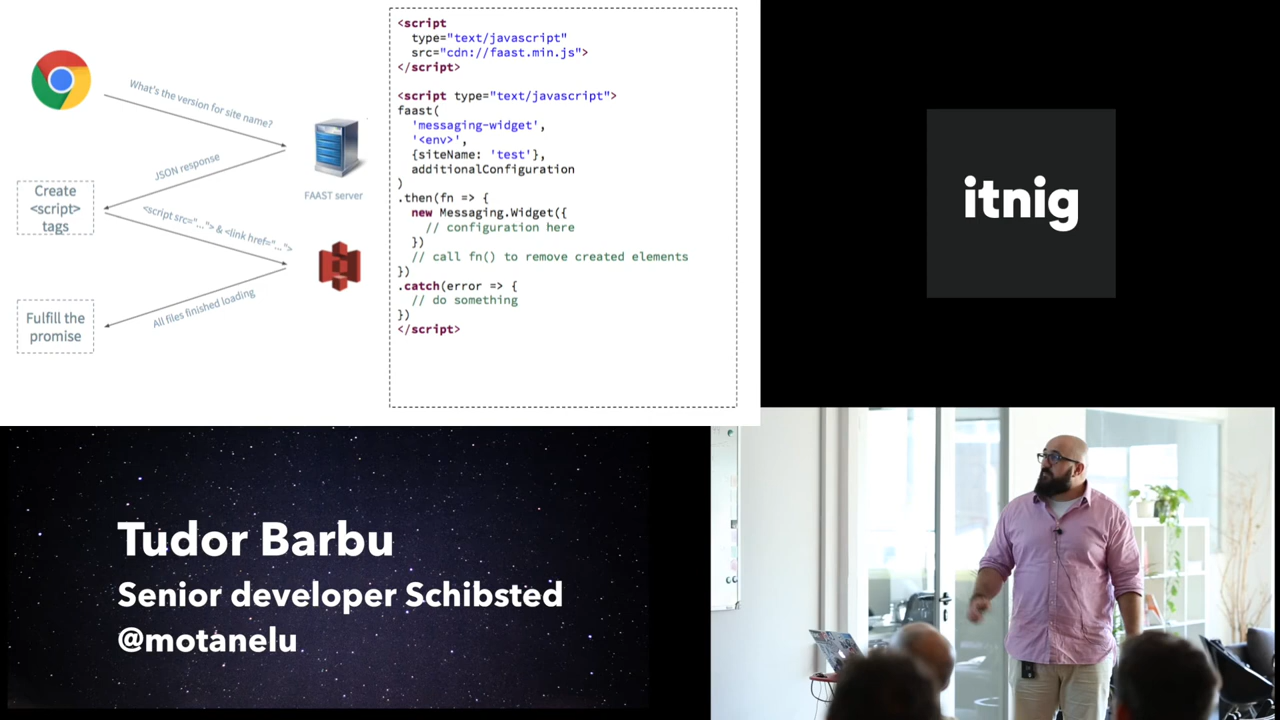 What's the version for site name?
FAAST server
JSON response
Create
<script>
tags
<script src="..."> & <link href="...">
All files finished loading
Fulfill the
promise
<script
type="text/javascript"
src="cdn://faast.min.js">
</script>
<script type="text/javascript">
faast(
'messaging-widget',
'<env>',
{siteName: 'test'},
additionalConfiguration
)
.then(fn => {
new Messaging.Widget({
// configuration here
})
// call fn() to remove created elements
})
.catch(error => {
// do something
})
</script>
itnig
Tudor Barbu
Senior developer Schibsted
@motanelu